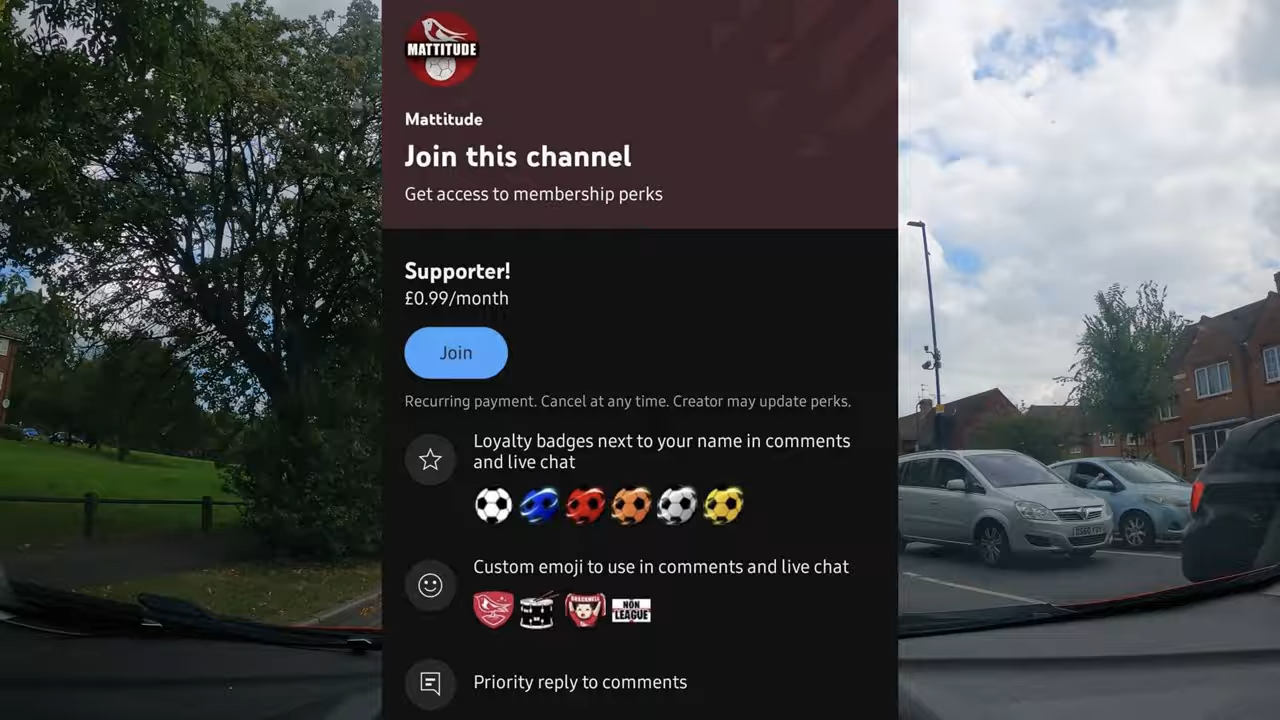 MATTITUDE
Mattitude
Join this channel
Get access to membership perks
Supporter!
£0.99/month
Join
Recurring payment. Cancel at any time. Creator may update perks.
Loyalty badges next to your name in comments
and live chat
Custom emoji to use in comments and live chat
BRACKNELL
NON
LEAGUE
Priority reply to comments